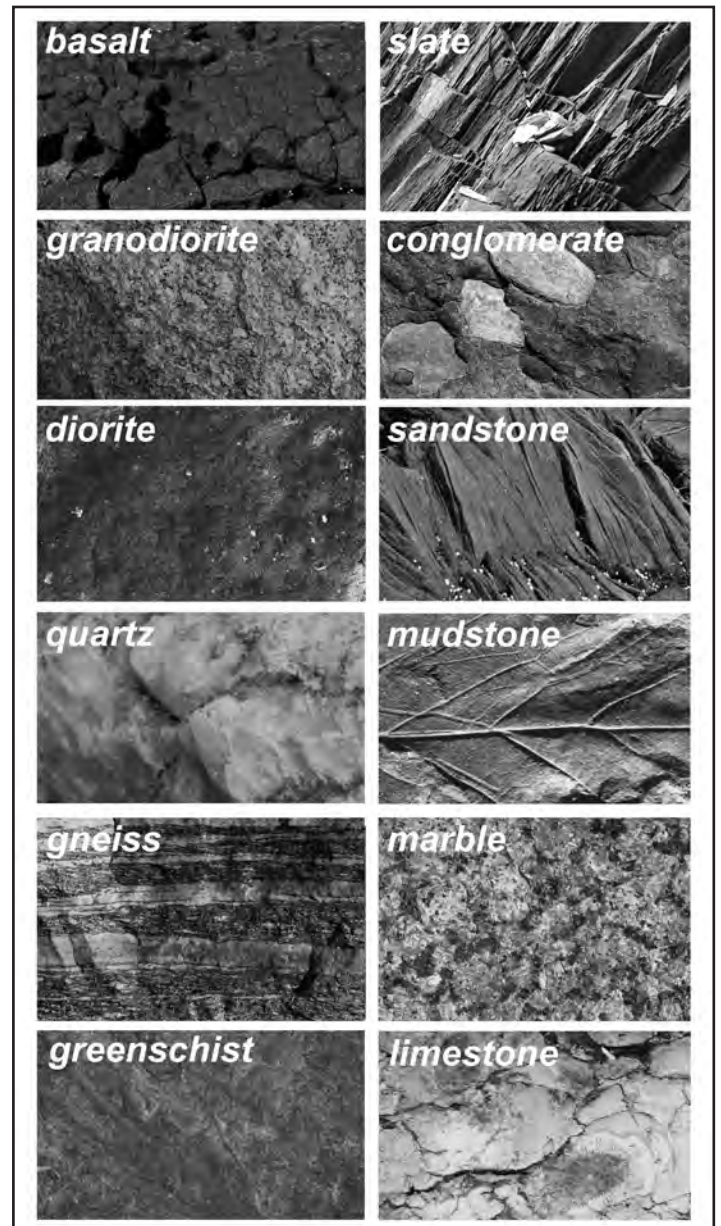 basalt
slate
granodiorite
conglomerate
diorite
sandstone
quartz
mudstone
gneiss
marble
greenschist
limestone